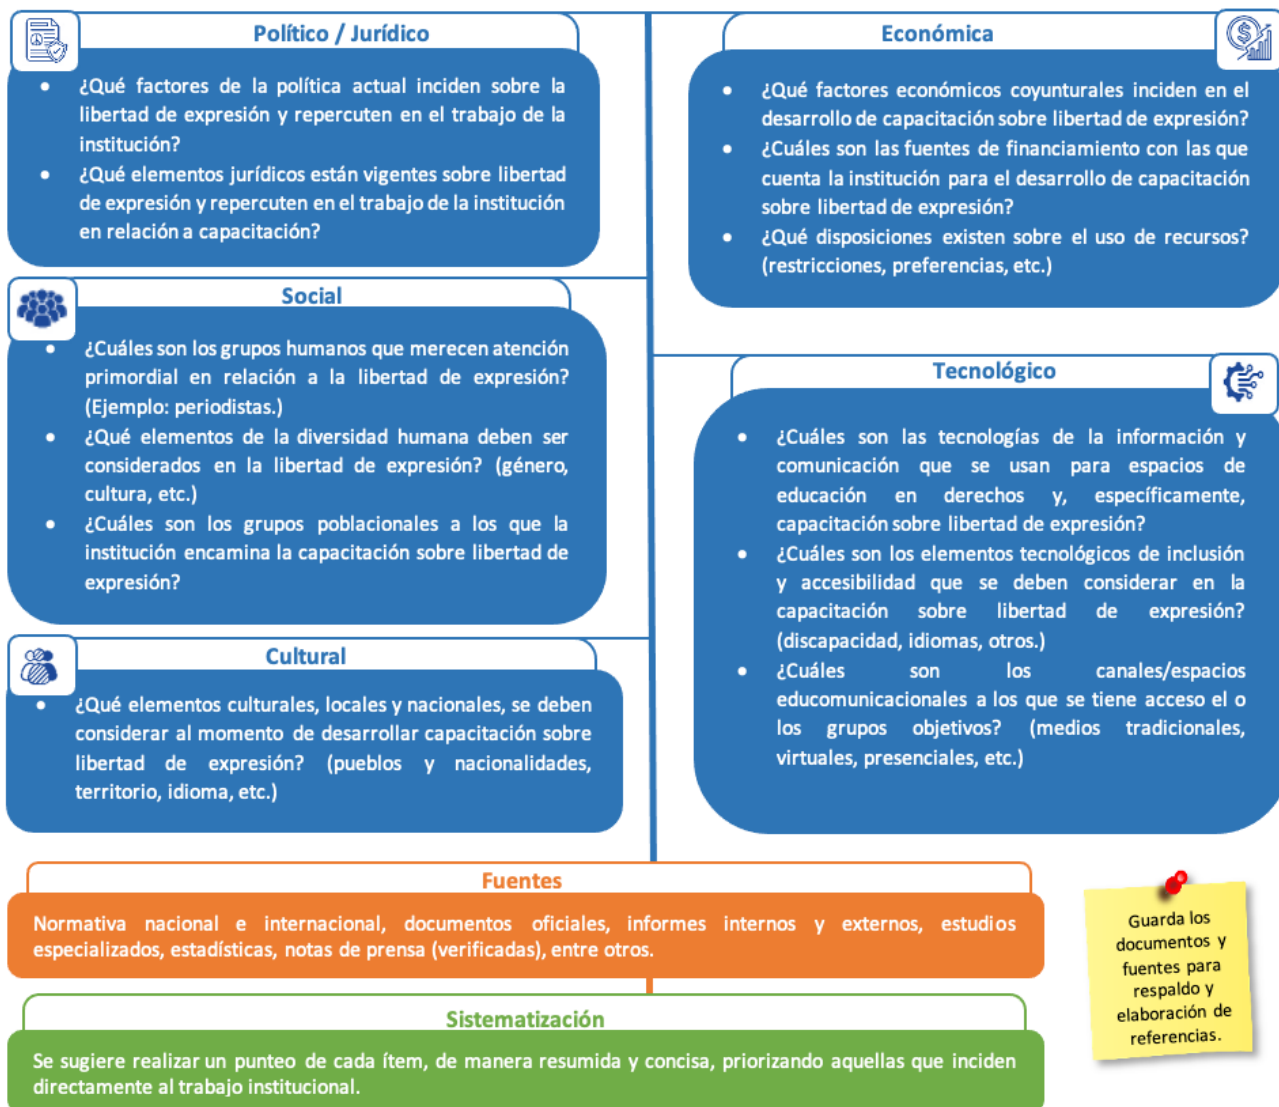 Político / Jurídico
• ¿Qué factores de la política actual inciden sobre la
libertad de expresión y repercuten en el trabajo de la
institución?
• ¿Qué elementos jurídicos están vigentes sobre libertad
de expresión y repercuten en el trabajo de la institución
en relación a capacitación?
Social
• ¿Cuáles son los grupos humanos que merecen atención
primordial en relación a la libertad de expresión?
(Ejemplo: periodistas.)
• ¿Qué elementos de la diversidad humana deben ser
considerados en la libertad de expresión? (género,
cultura, etc.)
• ¿Cuáles son los grupos poblacionales a los que la
institución encamina la capacitación sobre libertad de
expresión?
Cultural
• ¿Qué elementos culturales, locales y nacionales, se deben
considerar al momento de desarrollar capacitación sobre
libertad de expresión? (pueblos y nacionalidades,
territorio, idioma, etc.)
Económica
• ¿Qué factores económicos coyunturales inciden en el
desarrollo de capacitación sobre libertad de expresión?
• ¿Cuáles son las fuentes de financiamiento con las que
cuenta la institución para el desarrollo de capacitación
sobre libertad de expresión?
• ¿Qué disposiciones existen sobre el uso de recursos?
(restricciones, preferencias, etc.)
Tecnológico
• ¿Cuáles son las tecnologías de la información y
comunicación que se usan para espacios de
educación en derechos y, específicamente,
capacitación sobre libertad de expresión?
• ¿Cuáles son los elementos tecnológicos de inclusión
y accesibilidad que se deben considerar en la
capacitación sobre libertad de expresión?
(discapacidad, idiomas, otros.)
• ¿Cuáles son los canales/espacios
educomunicacionales a los que se tiene acceso el o
los grupos objetivos? (medios tradicionales,
virtuales, presenciales, etc.)
Fuentes
Normativa nacional e internacional, documentos oficiales, informes internos y externos, estudios
especializados, estadísticas, notas de prensa (verificadas), entre otros.
Sistematización
Se sugiere realizar un punteo de cada ítem, de manera resumida y concisa, priorizando aquellas que inciden
directamente al trabajo institucional.
Guarda los
documentos y
fuentes para
respaldo y
elaboración de
referencias.